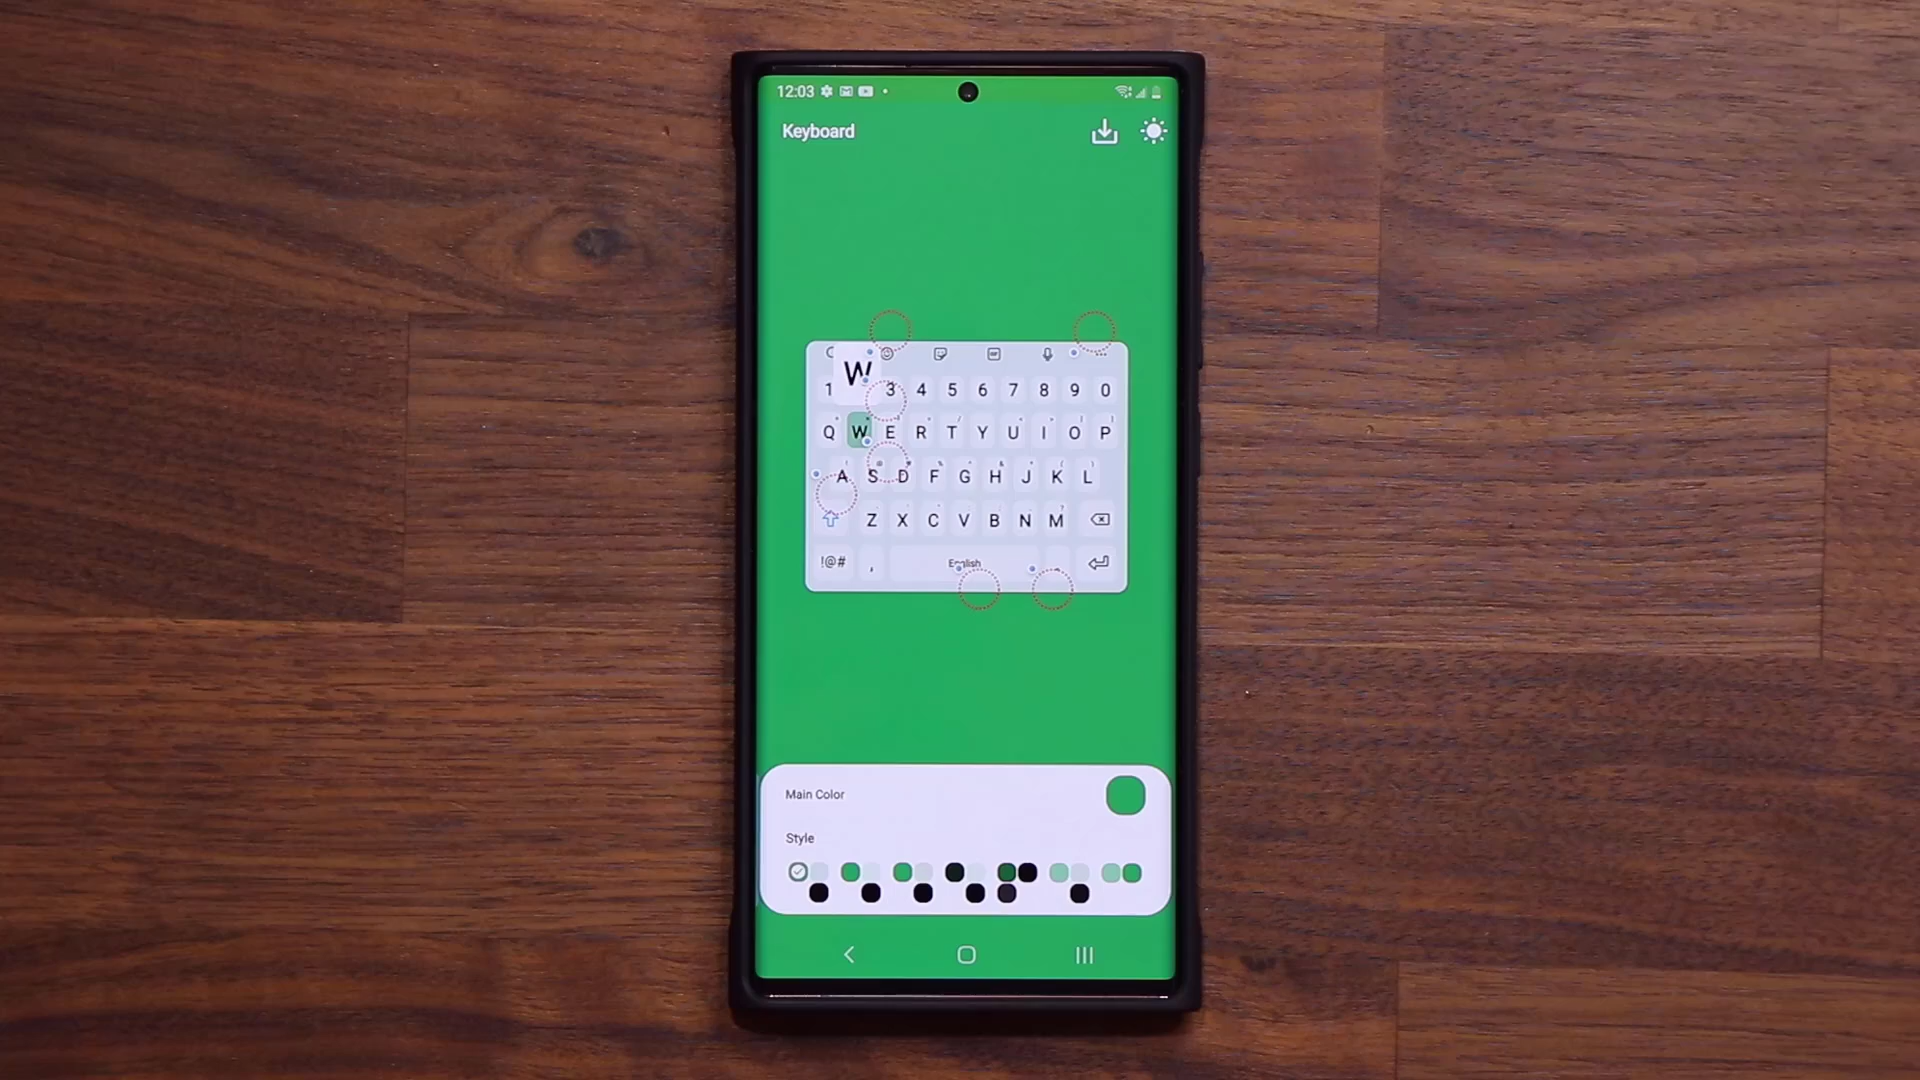 12:03
Keyboard
W
1 3 4 5 6 7 8 9 0
Q W E R T Y U I O P
A S D F G H J K L
Z X C V B N M
!@# , English .
Main Color
Style